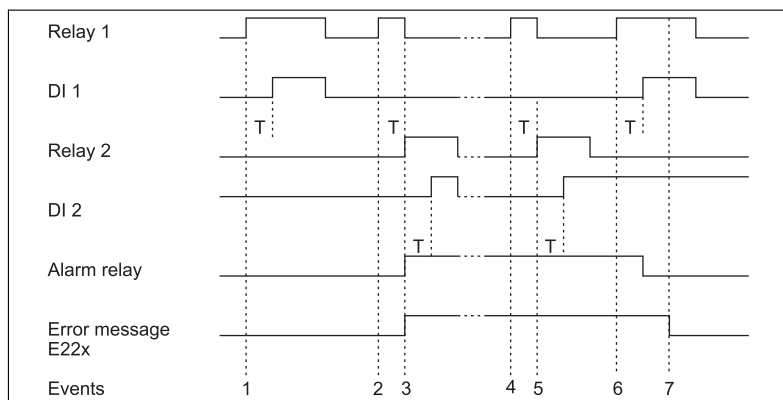 Relay 1
DI 1
T T T T
Relay 2
DI 2
T T
Alarm relay
Error message
E22x
Events 1 2 3 4 5 6 7